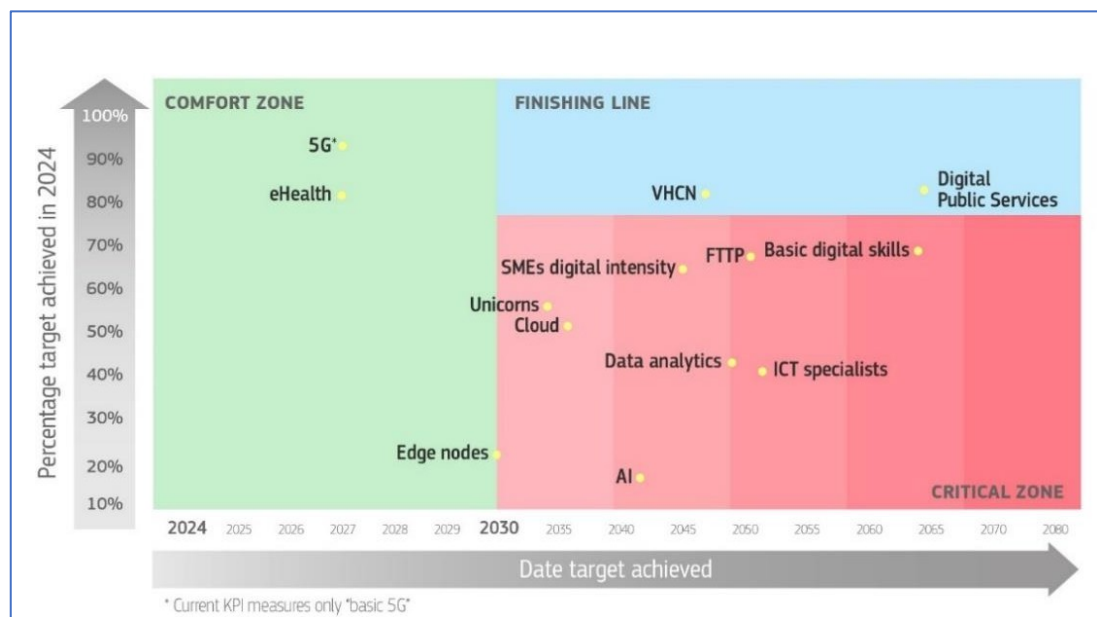 COMFORT ZONE
FINISHING LINE
100%
90%
80%
70%
60%
50%
40%
30%
20%
10%
Percentage target achieved in 2024
5G*
eHealth
VHCN
Digital
Public Services
FTTP
Basic digital skills
SMEs digital intensity
Unicorns
Cloud
Data analytics
ICT specialists
Edge nodes
AI
CRITICAL ZONE
2024 2025 2026 2027 2028 2029 2030 2035 2040 2045 2050 2055 2060 2065 2070 2080
Date target achieved
* Current KPI measures only "basic 5G"